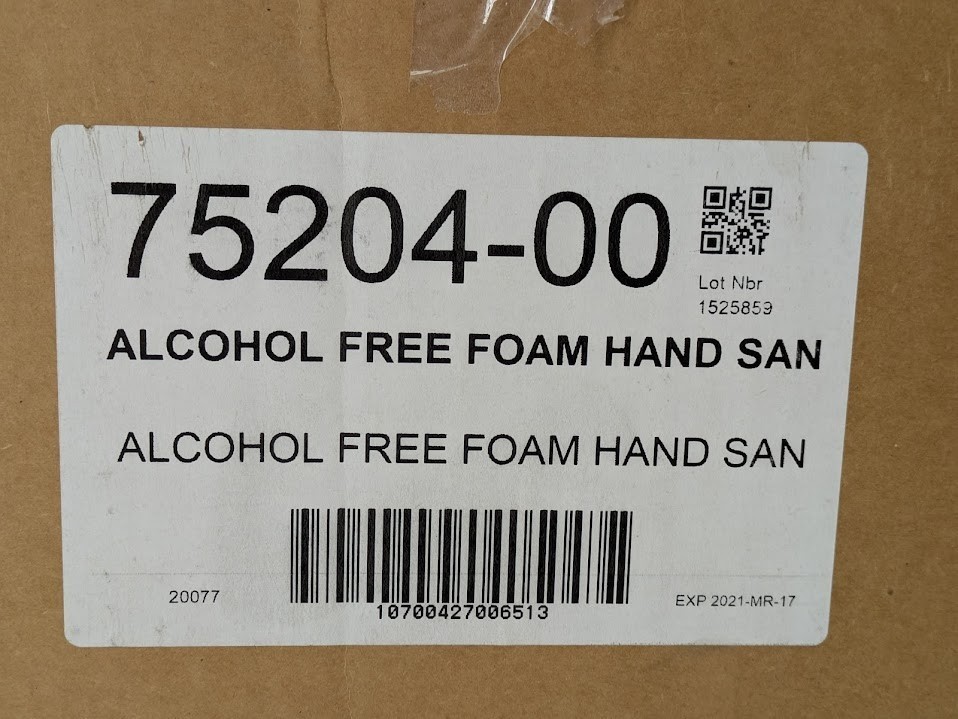 75204-00
Lot Nbr
1525859
ALCOHOL FREE FOAM HAND SAN
ALCOHOL FREE FOAM HAND SAN
20077
10700427006513
EXP 2021-MR-17